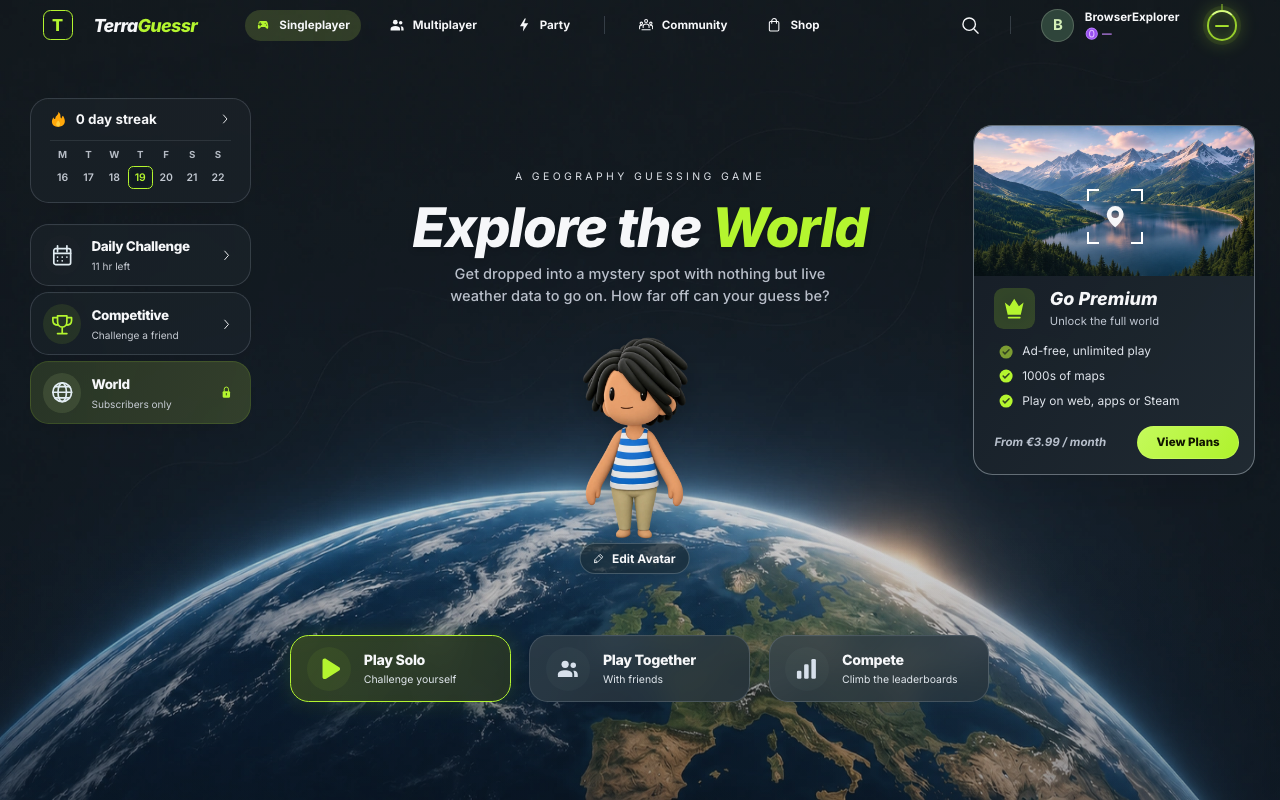 T TerraGuessr Singleplayer Multiplayer Party Community Shop
B BrowserExplorer
0 —
0 day streak
M T W T F S S
16 17 18 19 20 21 22
Daily Challenge
11 hr left
Competitive
Challenge a friend
World
Subscribers only
A GEOGRAPHY GUESSING GAME
Explore the World
Get dropped into a mystery spot with nothing but live
weather data to go on. How far off can your guess be?
Edit Avatar
Go Premium
Unlock the full world
Ad-free, unlimited play
1000s of maps
Play on web, apps or Steam
From €3.99 / month View Plans
Play Solo
Challenge yourself
Play Together
With friends
Compete
Climb the leaderboards